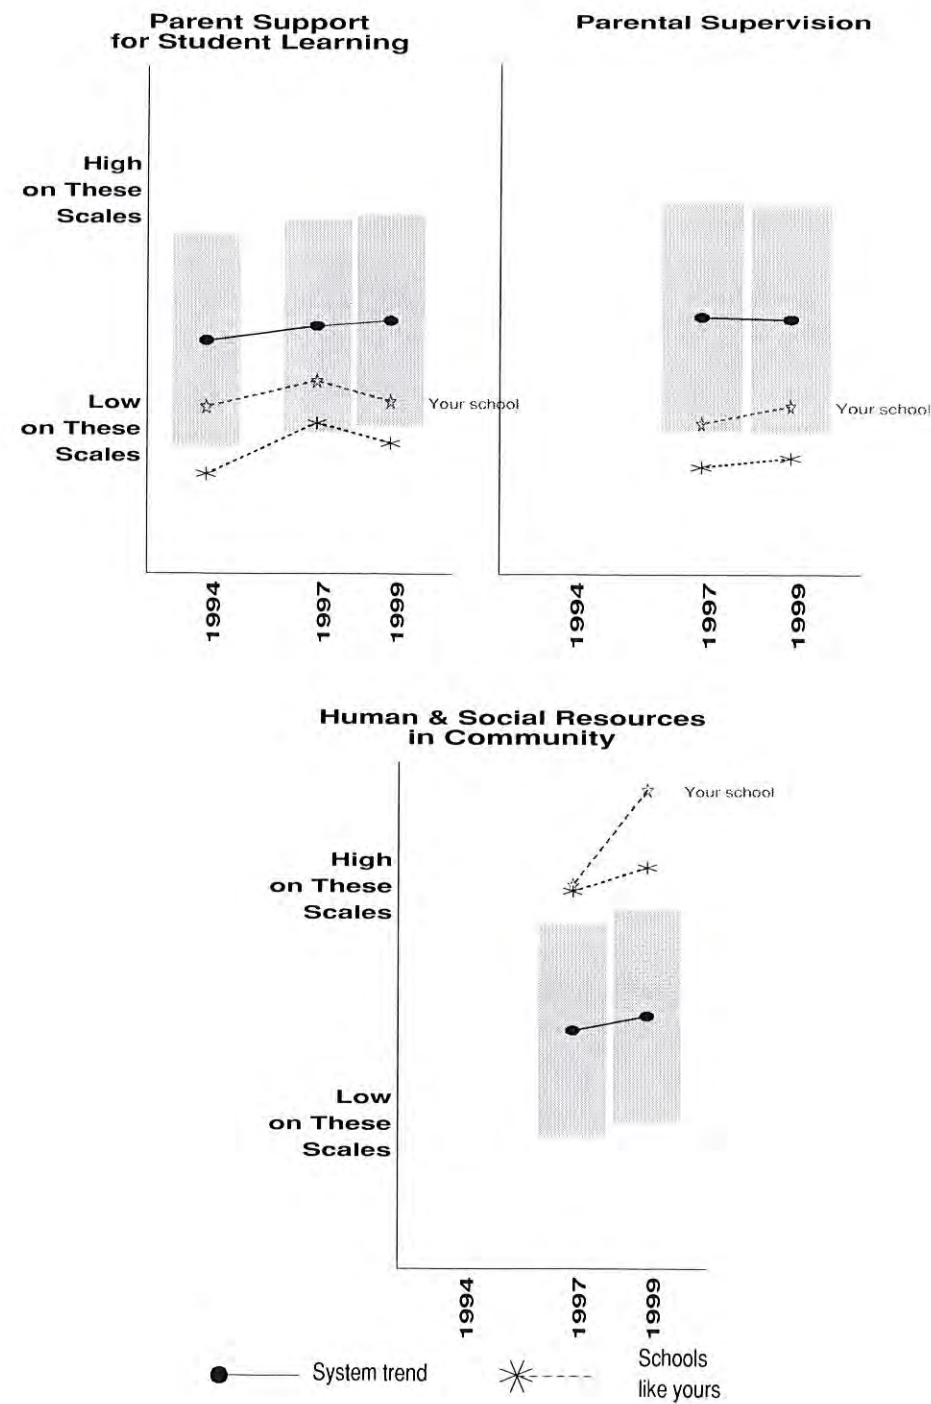 Parent Support
for Student Learning
Parental Supervision
High
on These
Scales
Low
on These
Scales
Your school
Your school
1994
1997
1999
1994
1997
1999
Human & Social Resources
in Community
Your school
High
on These
Scales
Low
on These
Scales
1994
1997
1999
System trend
Schools
like yours